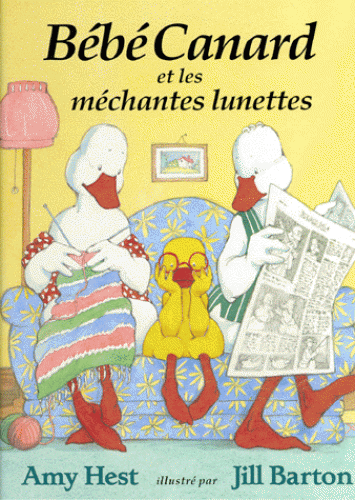 Bébé Canard
et les
méchantes lunettes
Amy Hest illustré par Jill Barton